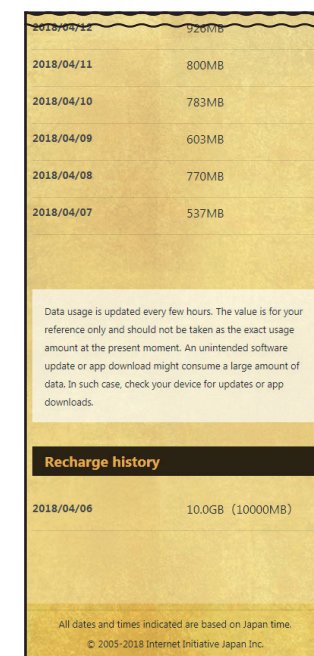 2018/04/12 926MB
2018/04/11 800MB
2018/04/10 783MB
2018/04/09 603MB
2018/04/08 770MB
2018/04/07 537MB
Data usage is updated every few hours. The value is for your
reference only and should not be taken as the exact usage
amount at the present moment. An unintended software
update or app download might consume a large amount of
data. In such case, check your device for updates or app
downloads.
Recharge history
2018/04/06 10.0GB（10000MB）
All dates and times indicated are based on Japan time.
© 2005-2018 Internet Initiative Japan Inc.